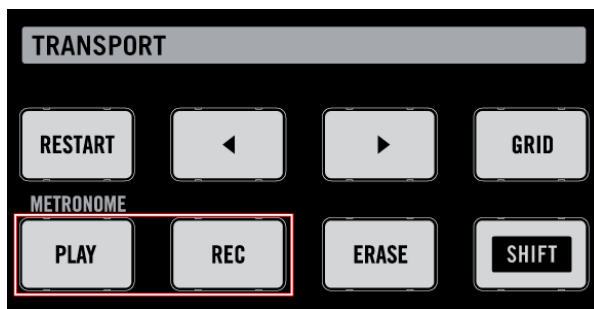 TRANSPORT
RESTART ◀ ▶ GRID
METRONOME
PLAY REC ERASE SHIFT